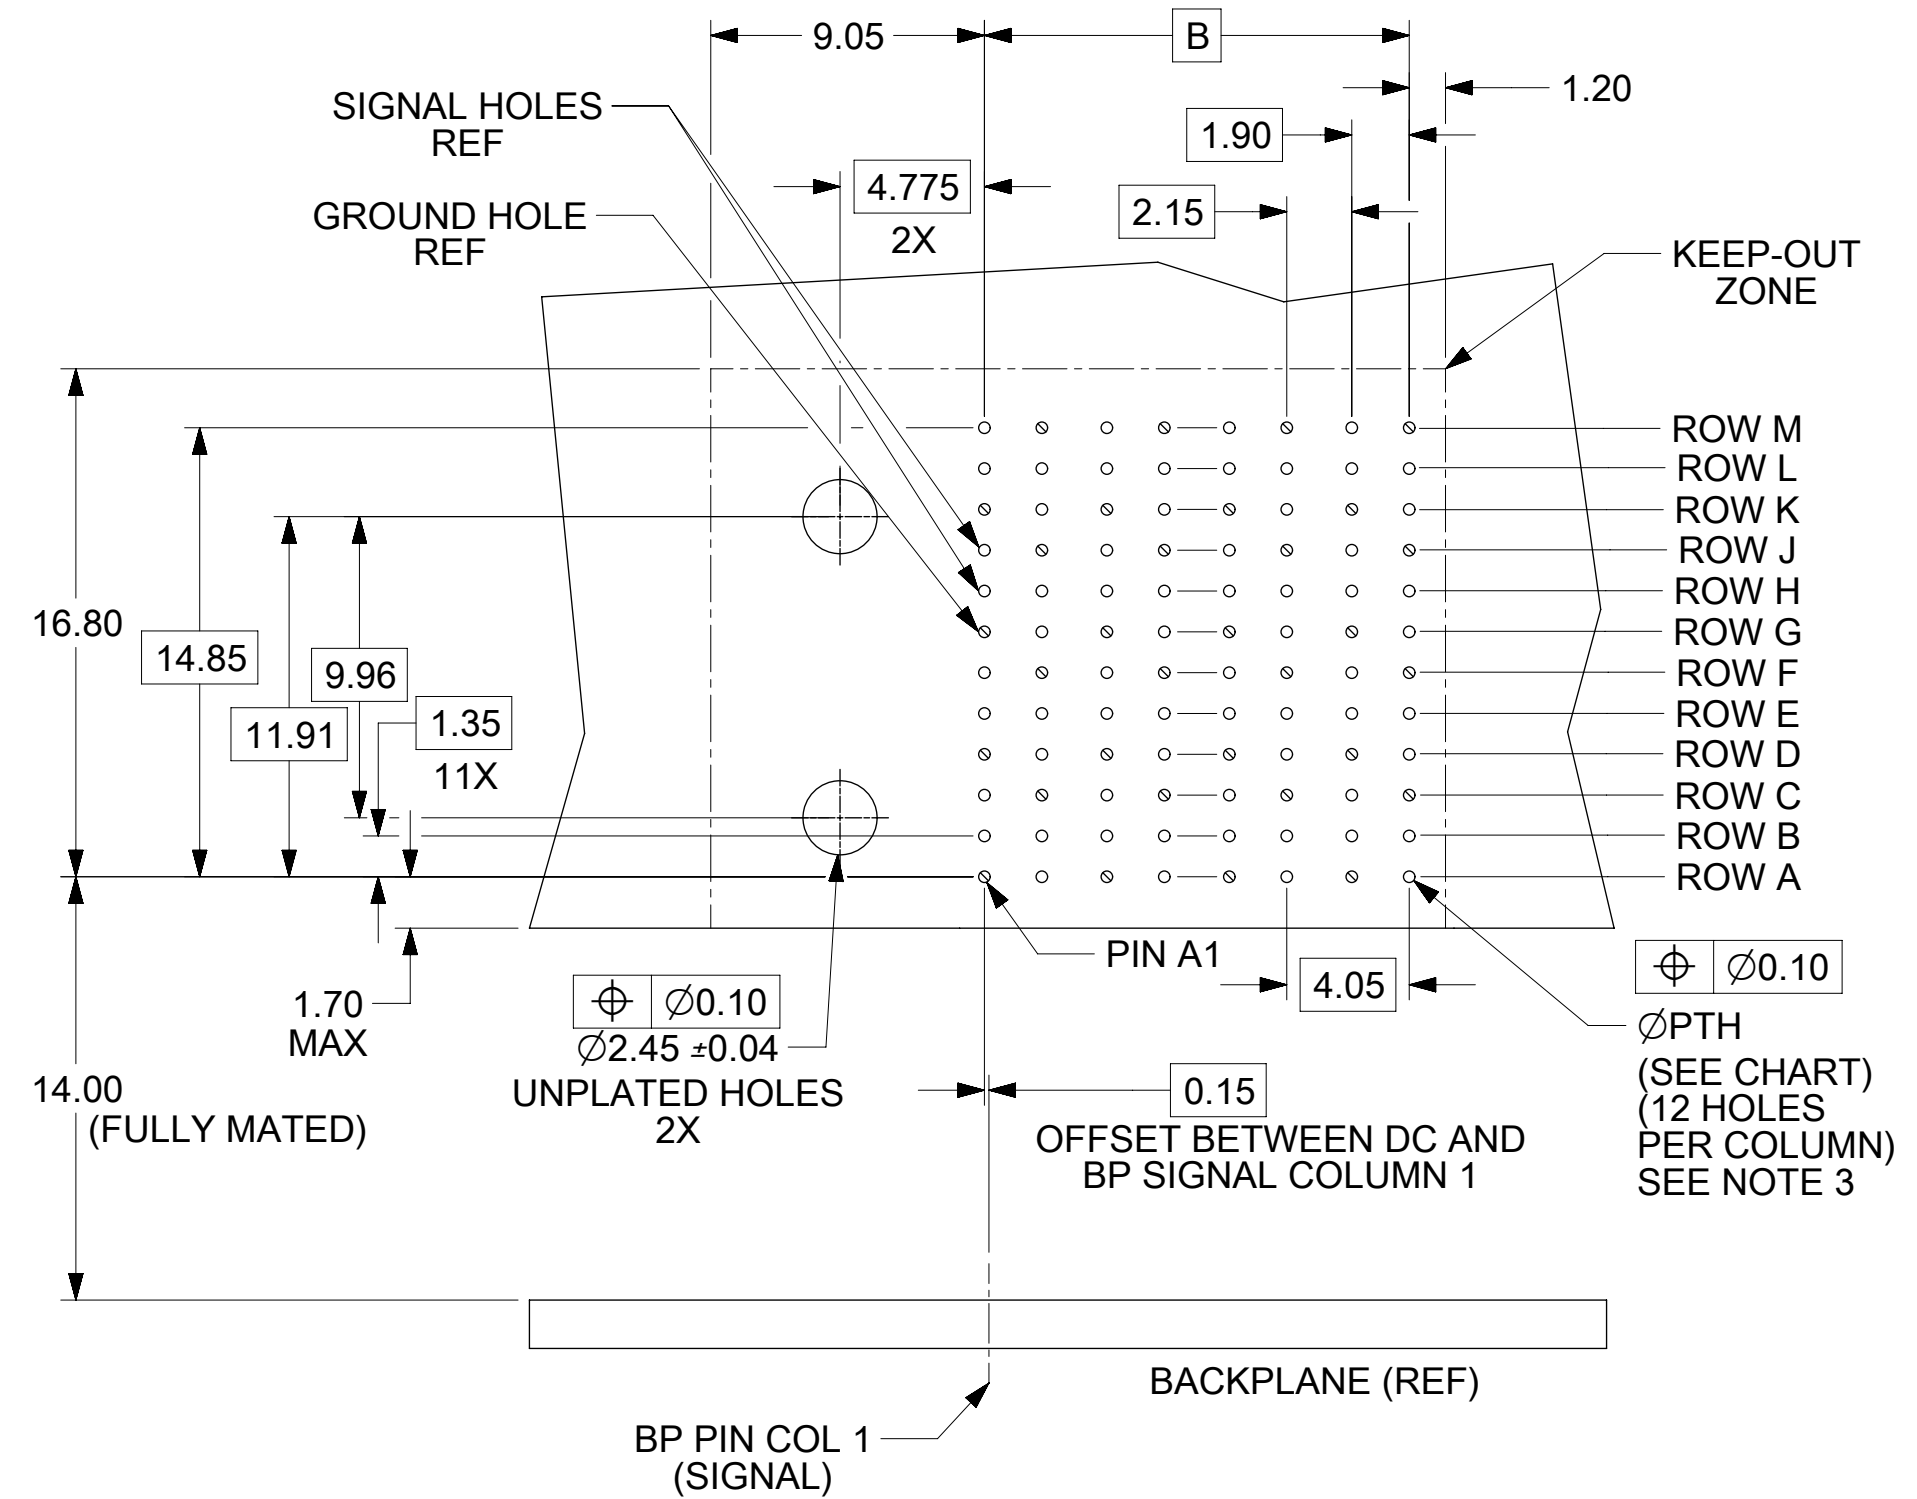 9.05
B
1.20
SIGNAL HOLES
REF
1.90
4.775
2X
2.15
GROUND HOLE
REF
KEEP-OUT
ZONE
ROW M
ROW L
ROW K
ROW J
ROW H
ROW G
ROW F
ROW E
ROW D
ROW C
ROW B
ROW A
16.80
14.85
9.96
11.91
1.35
11X
PIN A1
1.70
MAX
⌖ ∅0.10
∅2.45 ±0.04
UNPLATED HOLES
2X
4.05
⌖ ∅0.10
∅PTH
(SEE CHART)
(12 HOLES
PER COLUMN)
SEE NOTE 3
14.00
(FULLY MATED)
0.15
OFFSET BETWEEN DC AND
BP SIGNAL COLUMN 1
BACKPLANE (REF)
BP PIN COL 1
(SIGNAL)